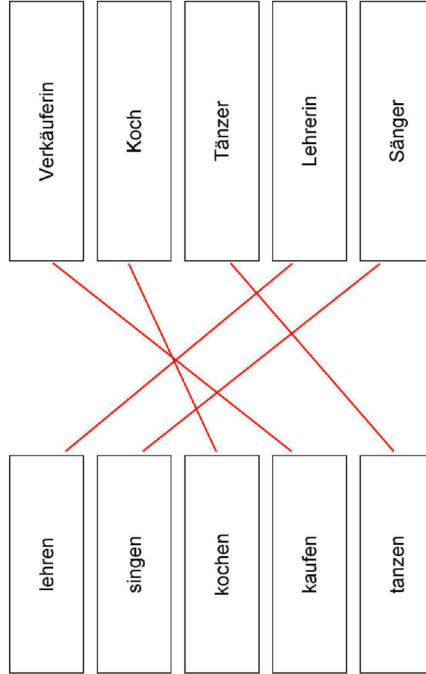 lehren
Verkäuferin
singen
Koch
kochen
Tänzer
kaufen
Lehrerin
tanzen
Sänger